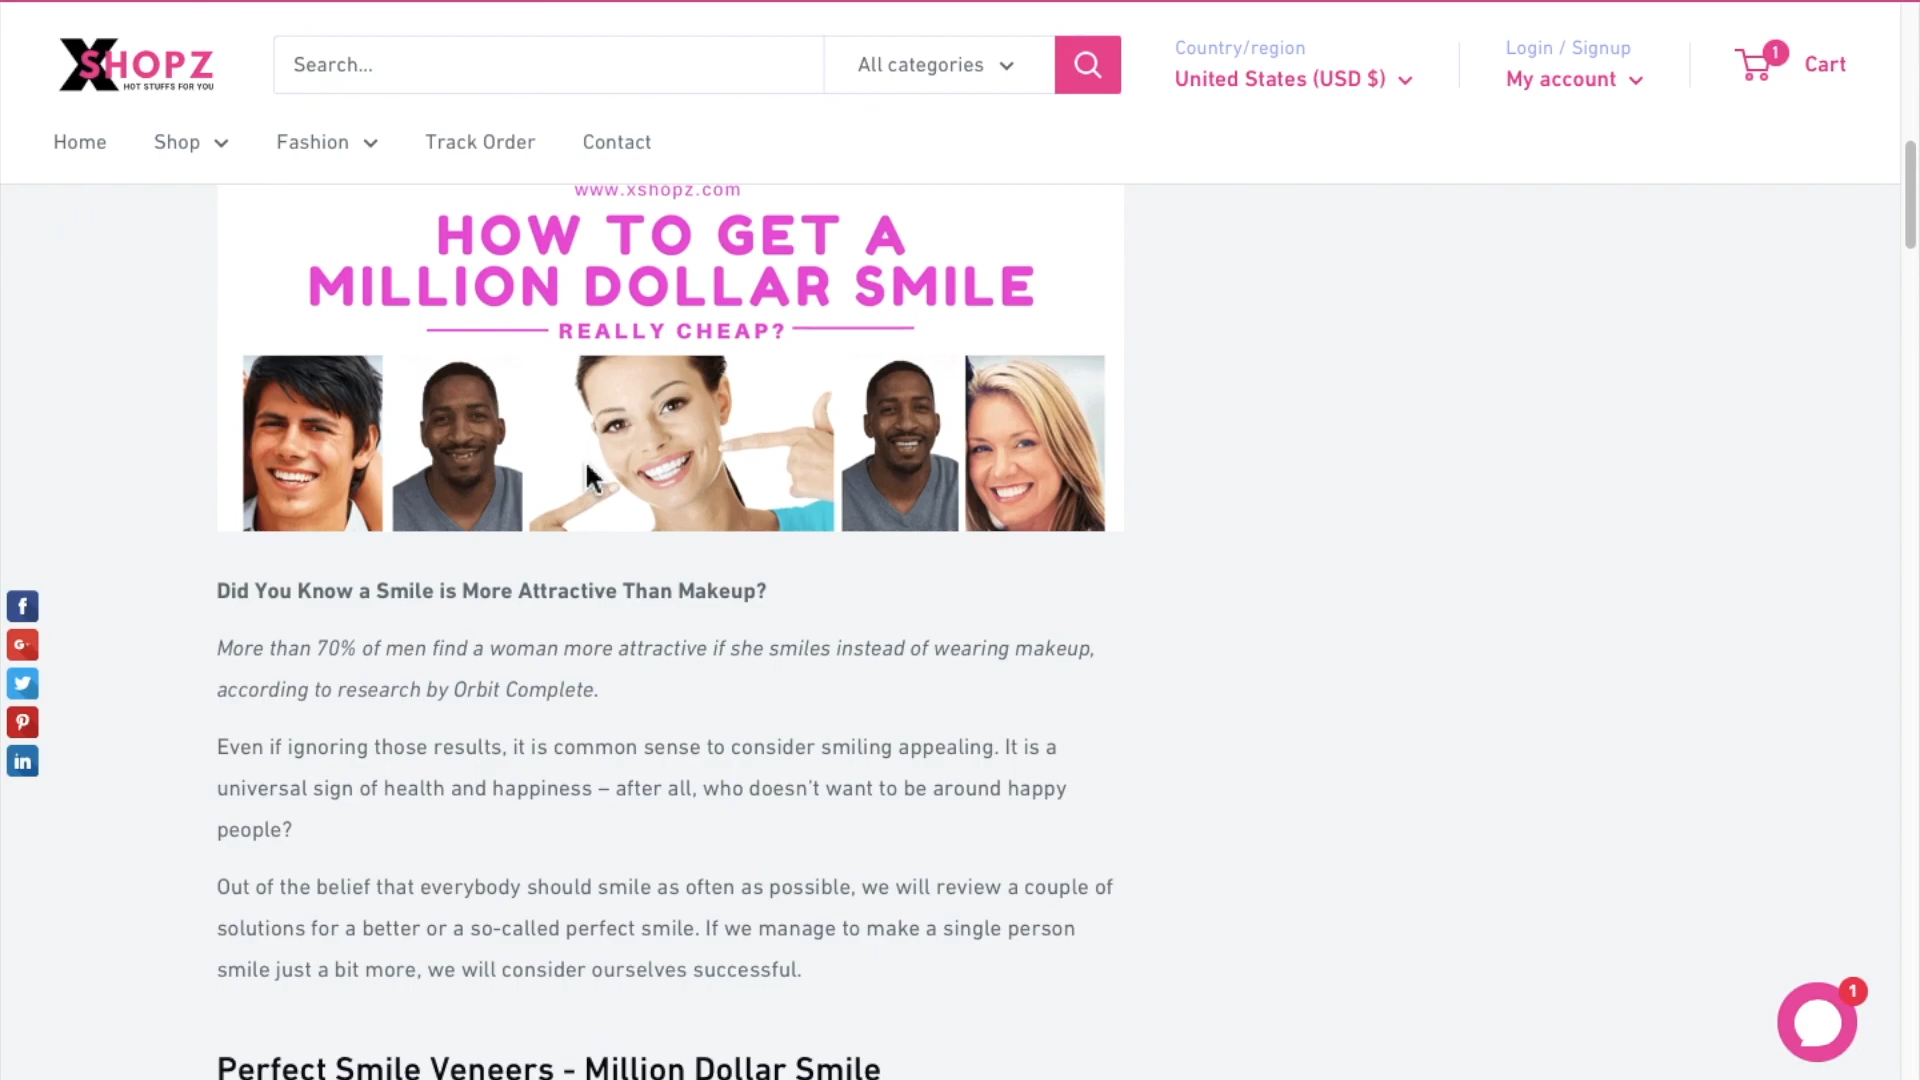 XSHOPZ
HOT STUFFS FOR YOU
Search...
All categories
Country/region
United States (USD $)
Login / Signup
My account
1
Cart
Home
Shop
Fashion
Track Order
Contact
www.xshopz.com
HOW TO GET A
MILLION DOLLAR SMILE
REALLY CHEAP?
Did You Know a Smile is More Attractive Than Makeup?
More than 70% of men find a woman more attractive if she smiles instead of wearing makeup,
according to research by Orbit Complete.
Even if ignoring those results, it is common sense to consider smiling appealing. It is a
universal sign of health and happiness – after all, who doesn't want to be around happy
people?
Out of the belief that everybody should smile as often as possible, we will review a couple of
solutions for a better or a so-called perfect smile. If we manage to make a single person
smile just a bit more, we will consider ourselves successful.
f
G+
in
1
Perfect Smile Veneers - Million Dollar Smile